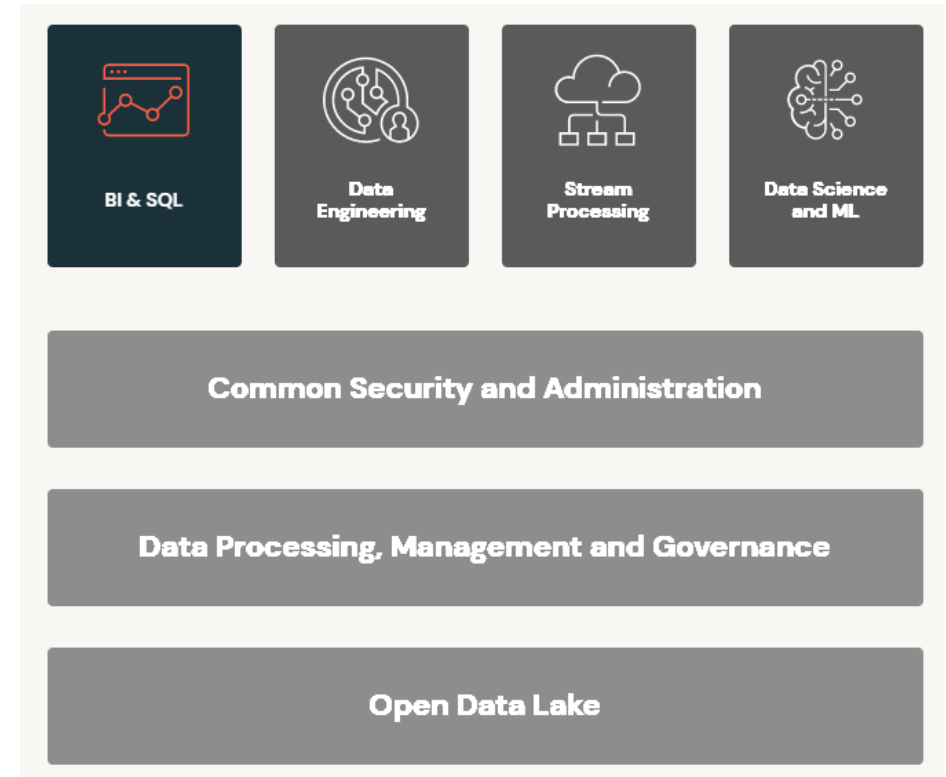 BI & SQL
Data
Engineering
Stream
Processing
Data Science
and ML
Common Security and Administration
Data Processing, Management and Governance
Open Data Lake